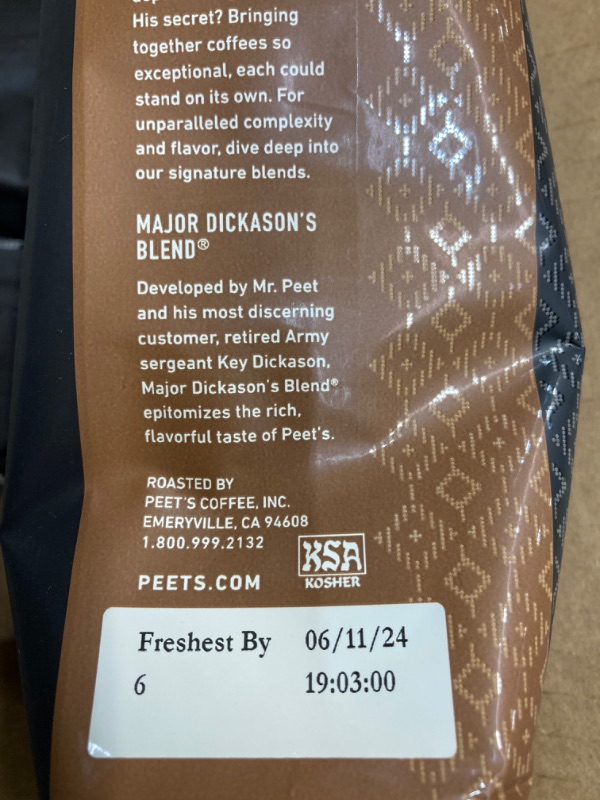 His secret? Bringing
together coffees so
exceptional, each could
stand on its own. For
unparalleled complexity
and flavor, dive deep into
our signature blends.
MAJOR DICKASON'S
BLEND®
Developed by Mr. Peet
and his most discerning
customer, retired Army
sergeant Key Dickason,
Major Dickason's Blend®
epitomizes the rich,
flavorful taste of Peet's.
ROASTED BY
PEET'S COFFEE, INC.
EMERYVILLE, CA 94608
1.800.999.2132
KSA
KOSHER
PEETS.COM
Freshest By 06/11/24
6 19:03:00